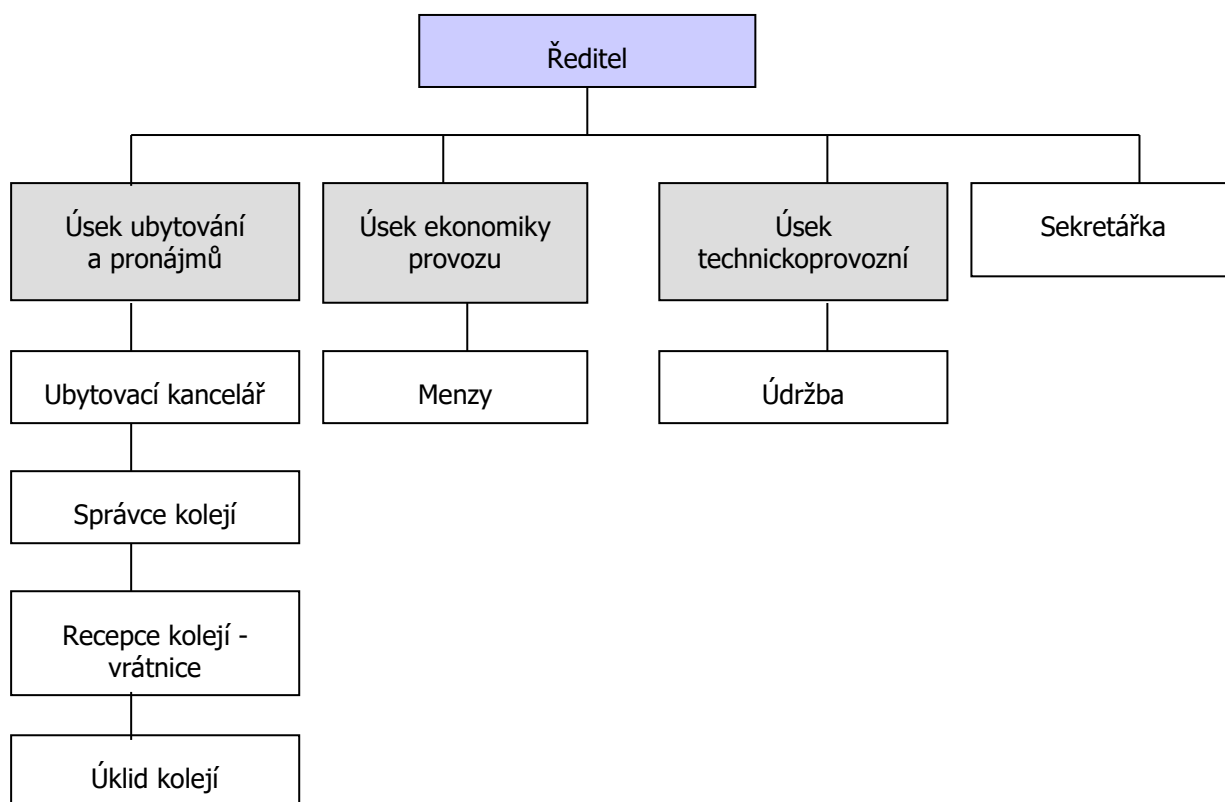 Ředitel
Úsek ubytování
a pronájmů
Úsek ekonomiky
provozu
Úsek
technickoprovozní
Sekretářka
Ubytovací kancelář
Menzy
Údržba
Správce kolejí
Recepce kolejí -
vrátnice
Úklid kolejí